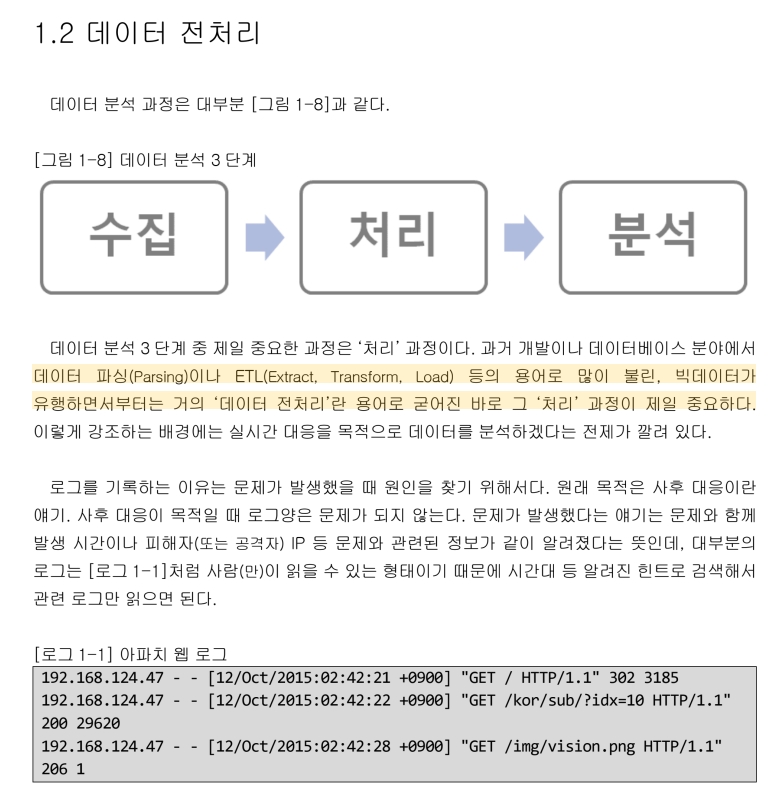 1.2 데이터 전처리
데이터 분석 과정은 대부분 [그림 1-8]과 같다.
[그림 1-8] 데이터 분석 3 단계
수집
처리
분석
데이터 분석 3 단계 중 제일 중요한 과정은 ‘처리’ 과정이다. 과거 개발이나 데이터베이스 분야에서
데이터 파싱(Parsing)이나 ETL(Extract, Transform, Load) 등의 용어로 많이 불린, 빅데이터가
유행하면서부터는 거의 ‘데이터 전처리’란 용어로 굳어진 바로 그 ‘처리’ 과정이 제일 중요하다.
이렇게 강조하는 배경에는 실시간 대응을 목적으로 데이터를 분석하겠다는 전제가 깔려 있다.
로그를 기록하는 이유는 문제가 발생했을 때 원인을 찾기 위해서다. 원래 목적은 사후 대응이란
얘기. 사후 대응이 목적일 때 로그양은 문제가 되지 않는다. 문제가 발생했다는 얘기는 문제와 함께
발생 시간이나 피해자(또는 공격자) IP 등 문제와 관련된 정보가 같이 알려졌다는 뜻인데, 대부분의
로그는 [로그 1-1]처럼 사람(만)이 읽을 수 있는 형태이기 때문에 시간대 등 알려진 힌트로 검색해서
관련 로그만 읽으면 된다.
[로그 1-1] 아파치 웹 로그
192.168.124.47 - - [12/Oct/2015:02:42:21 +0900] "GET / HTTP/1.1" 302 3185
192.168.124.47 - - [12/Oct/2015:02:42:22 +0900] "GET /kor/sub/?idx=10 HTTP/1.1"
200 29620
192.168.124.47 - - [12/Oct/2015:02:42:28 +0900] "GET /img/vision.png HTTP/1.1"
206 1